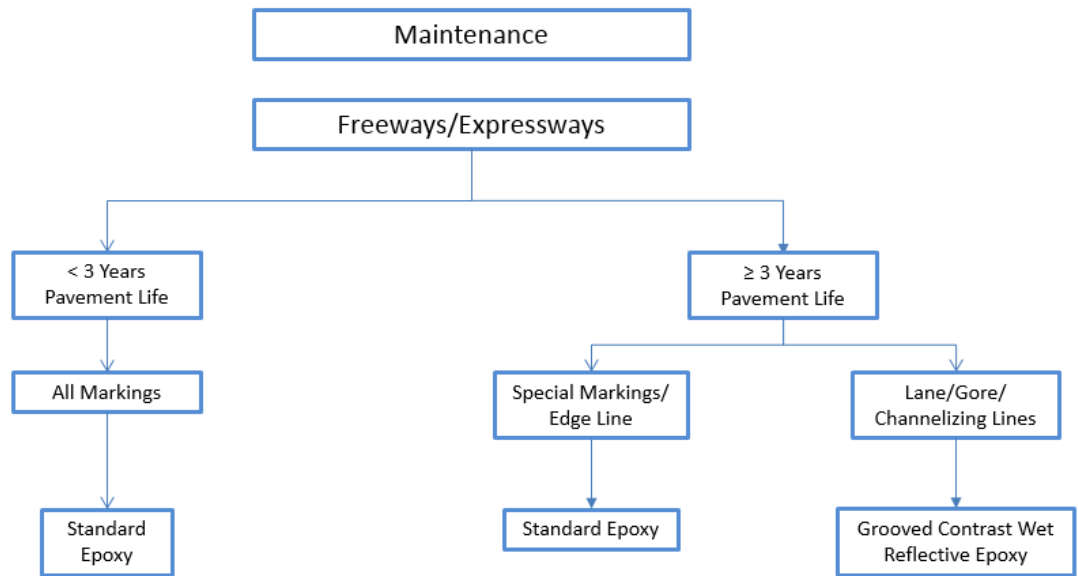 Maintenance
Freeways/Expressways
< 3 Years
Pavement Life
≥ 3 Years
Pavement Life
All Markings
Special Markings/
Edge Line
Lane/Gore/
Channelizing Lines
Standard
Epoxy
Standard Epoxy
Grooved Contrast Wet
Reflective Epoxy